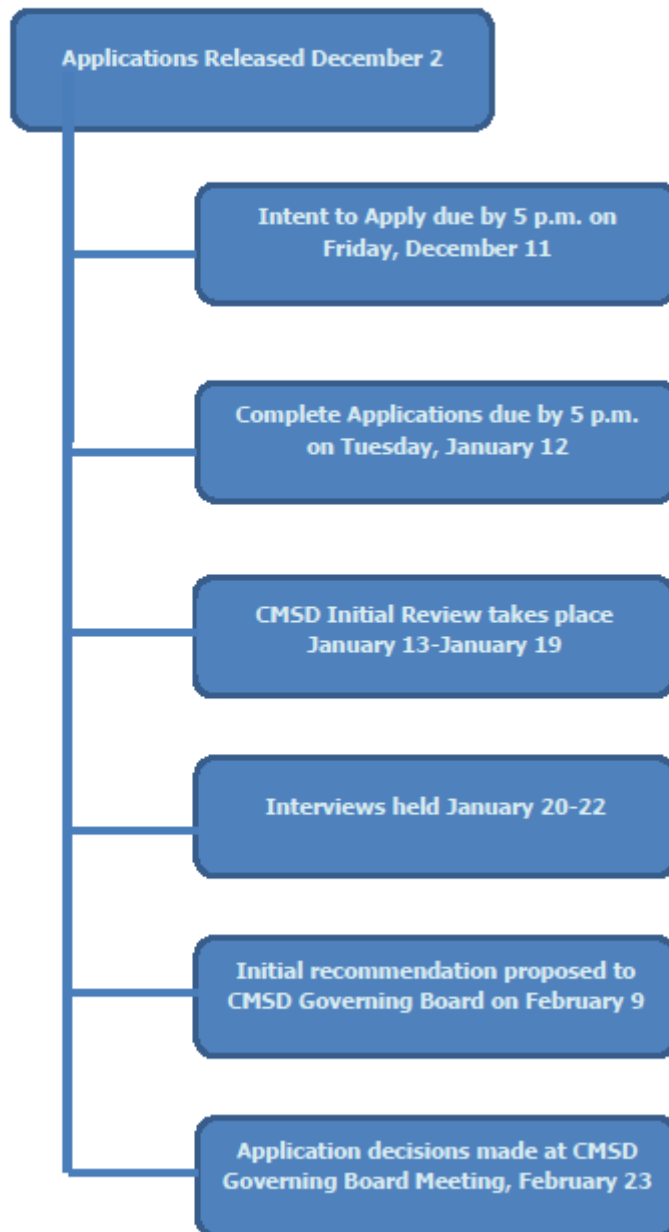 Applications Released December 2
Intent to Apply due by 5 p.m. on
Friday, December 11
Complete Applications due by 5 p.m.
on Tuesday, January 12
CMSD Initial Review takes place
January 13-January 19
Interviews held January 20-22
Initial recommendation proposed to
CMSD Governing Board on February 9
Application decisions made at CMSD
Governing Board Meeting, February 23